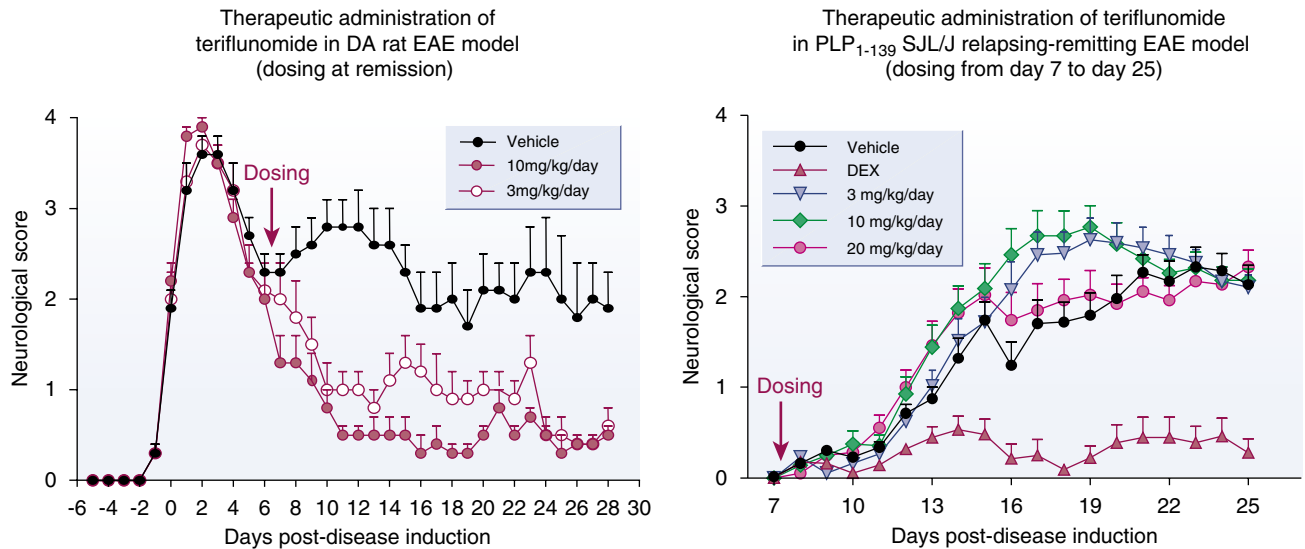 Therapeutic administration of
teriflunomide in DA rat EAE model
(dosing at remission)
Neurological score
4
3
2
1
0
Dosing
Vehicle
10mg/kg/day
3mg/kg/day
-6 -4 -2 0 2 4 6 8 10 12 14 16 18 20 22 24 26 28 30
Days post-disease induction
Therapeutic administration of teriflunomide
in PLP1-139 SJL/J relapsing-remitting EAE model
(dosing from day 7 to day 25)
Neurological score
4
3
2
1
0
Vehicle
DEX
3 mg/kg/day
10 mg/kg/day
20 mg/kg/day
Dosing
7 10 13 16 19 22 25
Days post-disease induction